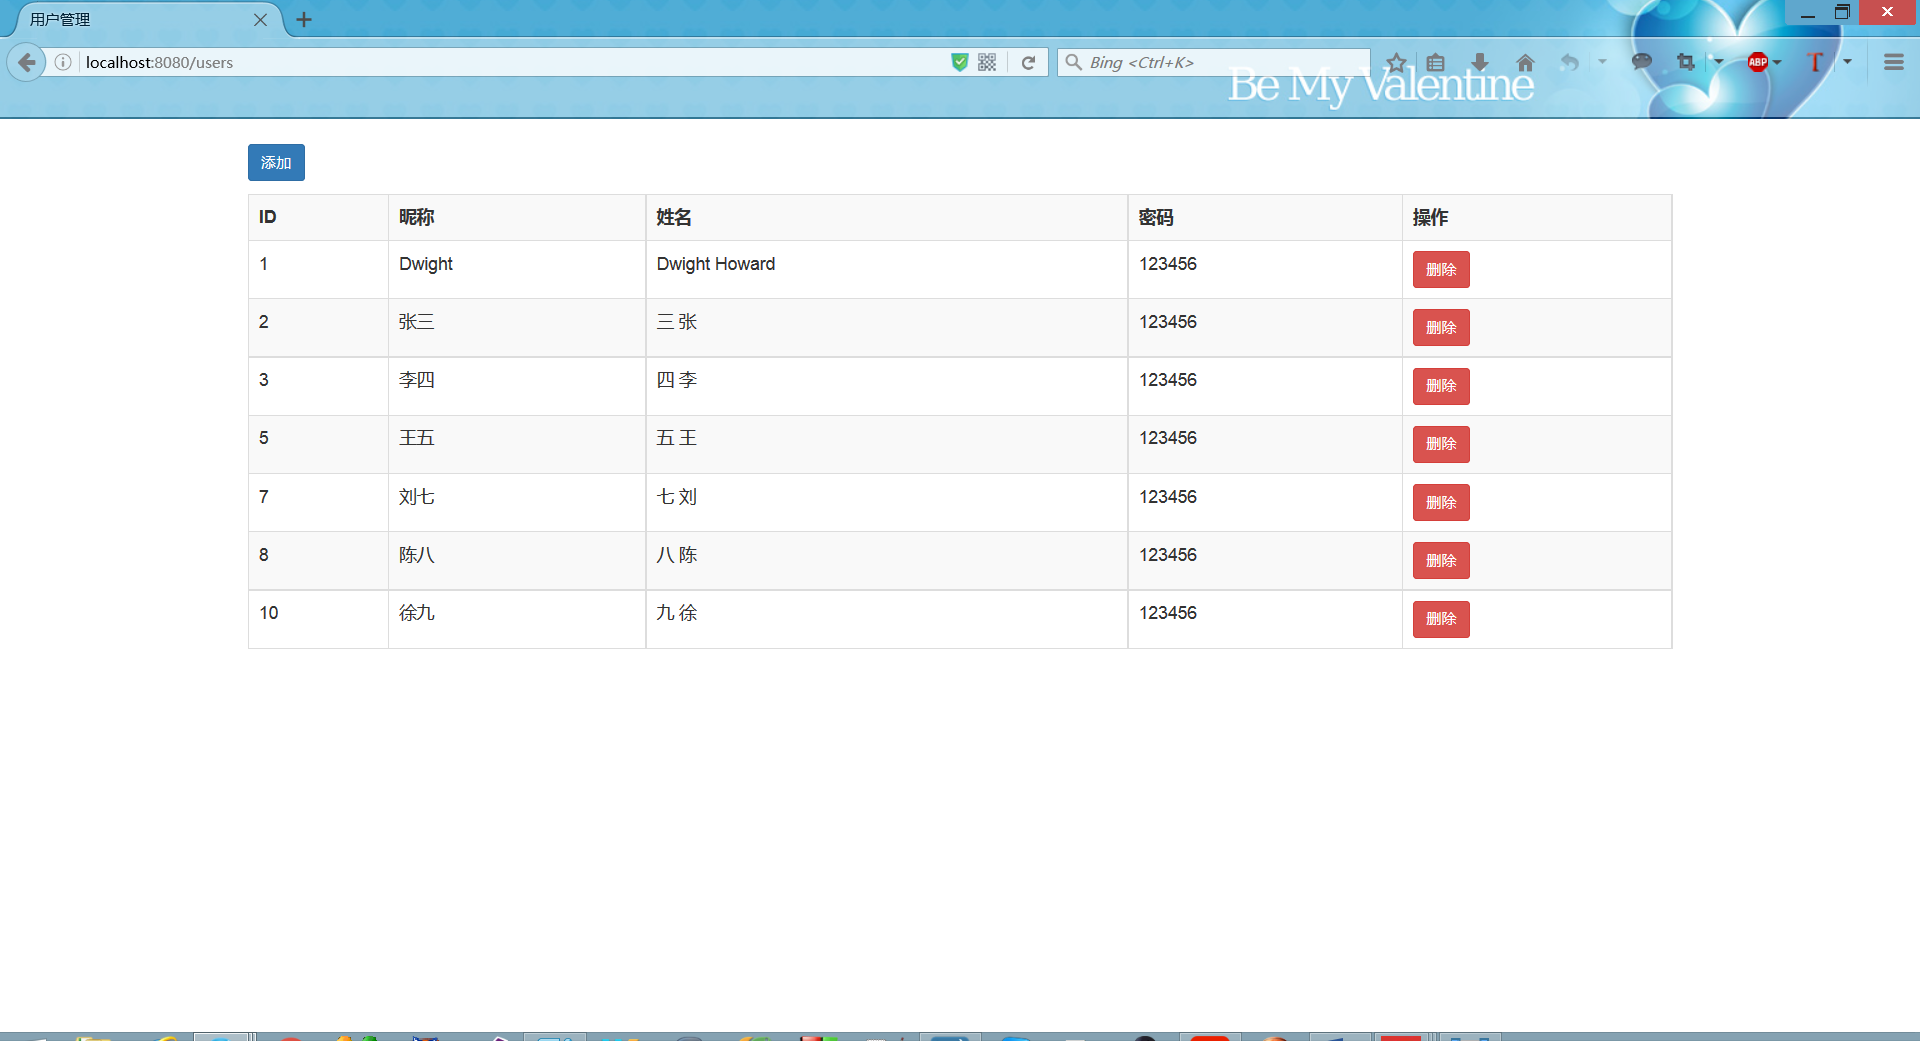 用户管理
localhost:8080/users
Bing <Ctrl+K>
ABP
T
Be My Valentine
添加
ID 昵称 姓名 密码 操作
1 Dwight Dwight Howard 123456 删除
2 张三 三 张 123456 删除
3 李四 四 李 123456 删除
5 王五 五 王 123456 删除
7 刘七 七 刘 123456 删除
8 陈八 八 陈 123456 删除
10 徐九 九 徐 123456 删除